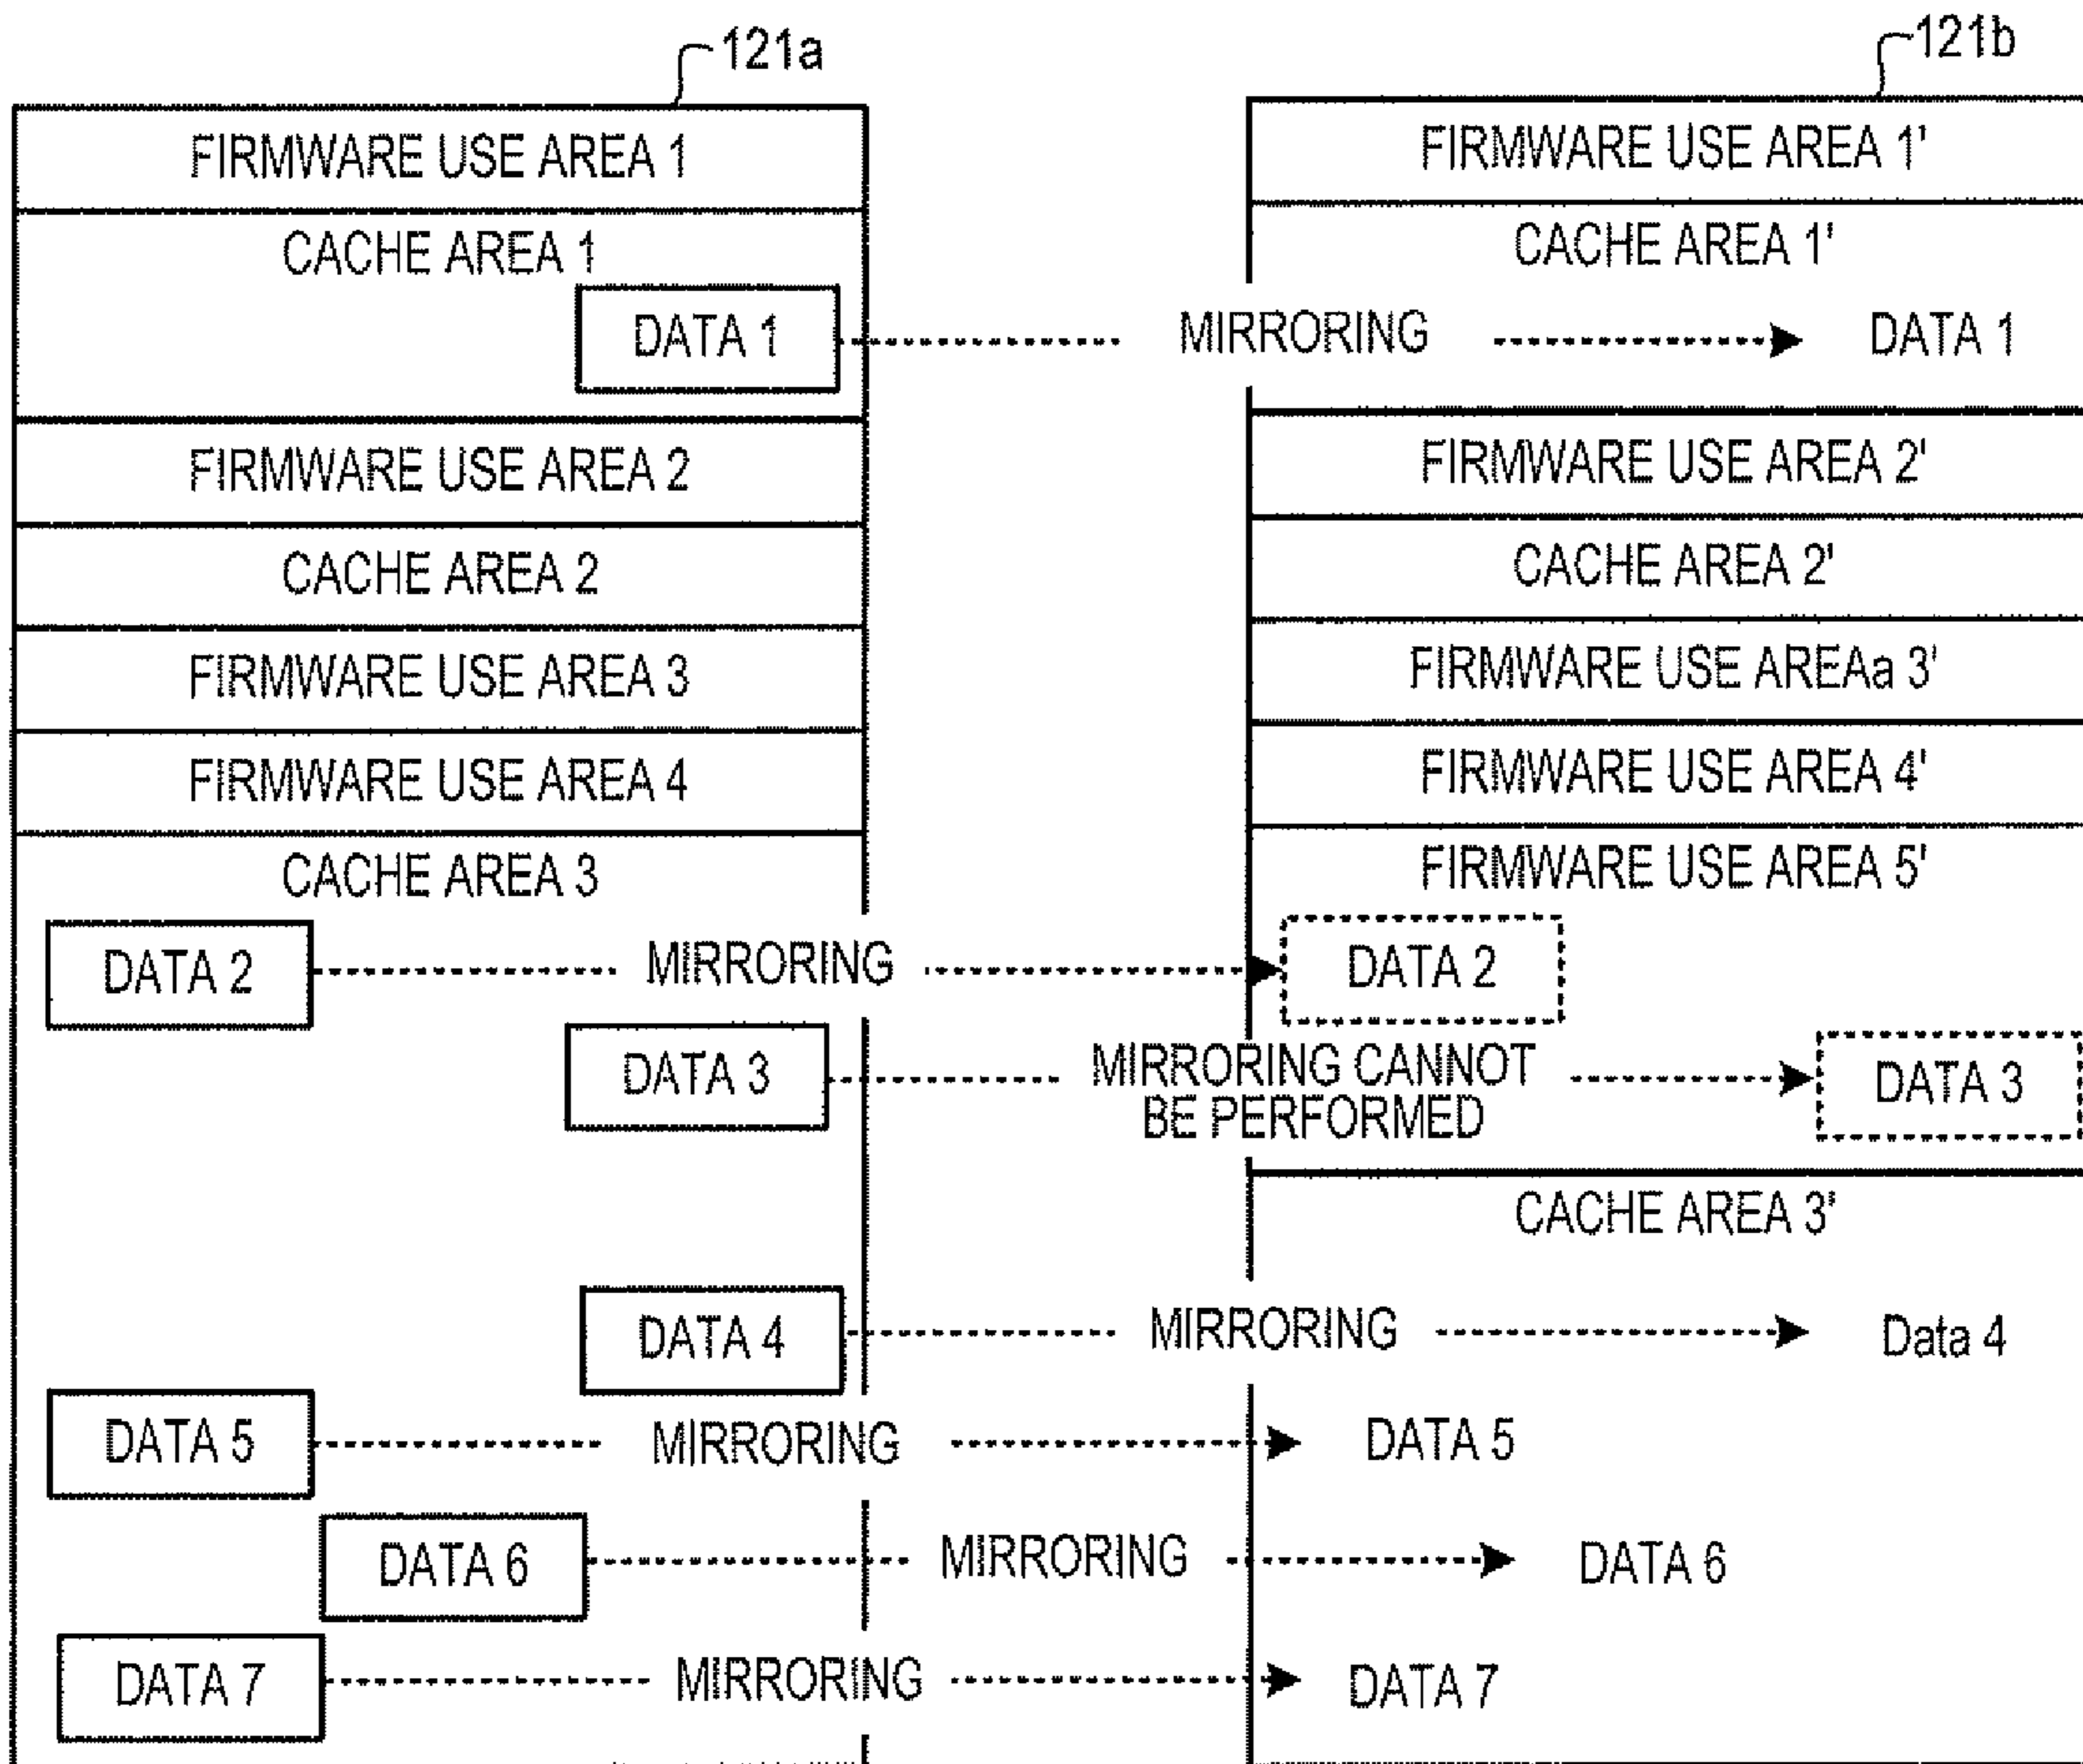 121a
121b
FIRMWARE USE AREA 1
FIRMWARE USE AREA 1'
CACHE AREA 1
CACHE AREA 1'
DATA 1
MIRRORING
DATA 1
FIRMWARE USE AREA 2
FIRMWARE USE AREA 2'
CACHE AREA 2
CACHE AREA 2'
FIRMWARE USE AREA 3
FIRMWARE USE AREAa 3'
FIRMWARE USE AREA 4
FIRMWARE USE AREA 4'
CACHE AREA 3
FIRMWARE USE AREA 5'
DATA 2
MIRRORING
DATA 2
DATA 3
MIRRORING CANNOT
BE PERFORMED
DATA 3
CACHE AREA 3'
DATA 4
MIRRORING
Data 4
DATA 5
MIRRORING
DATA 5
DATA 6
MIRRORING
DATA 6
DATA 7
MIRRORING
DATA 7